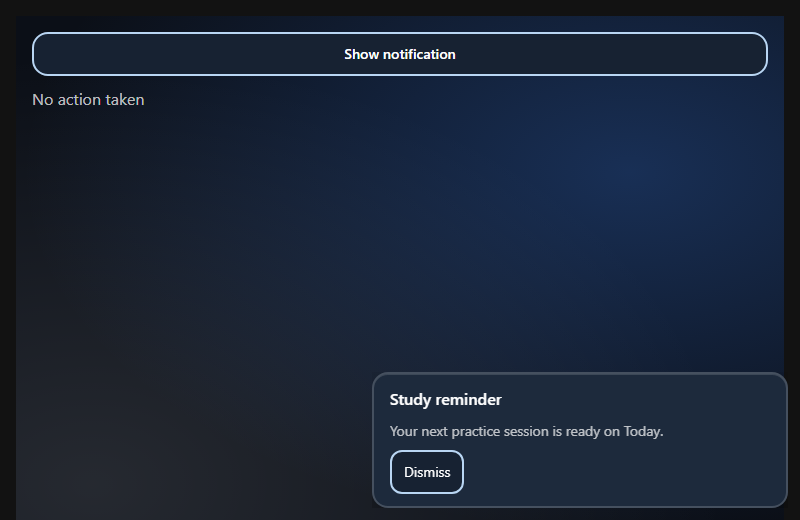 Show notification
No action taken
Study reminder
Your next practice session is ready on Today.
Dismiss